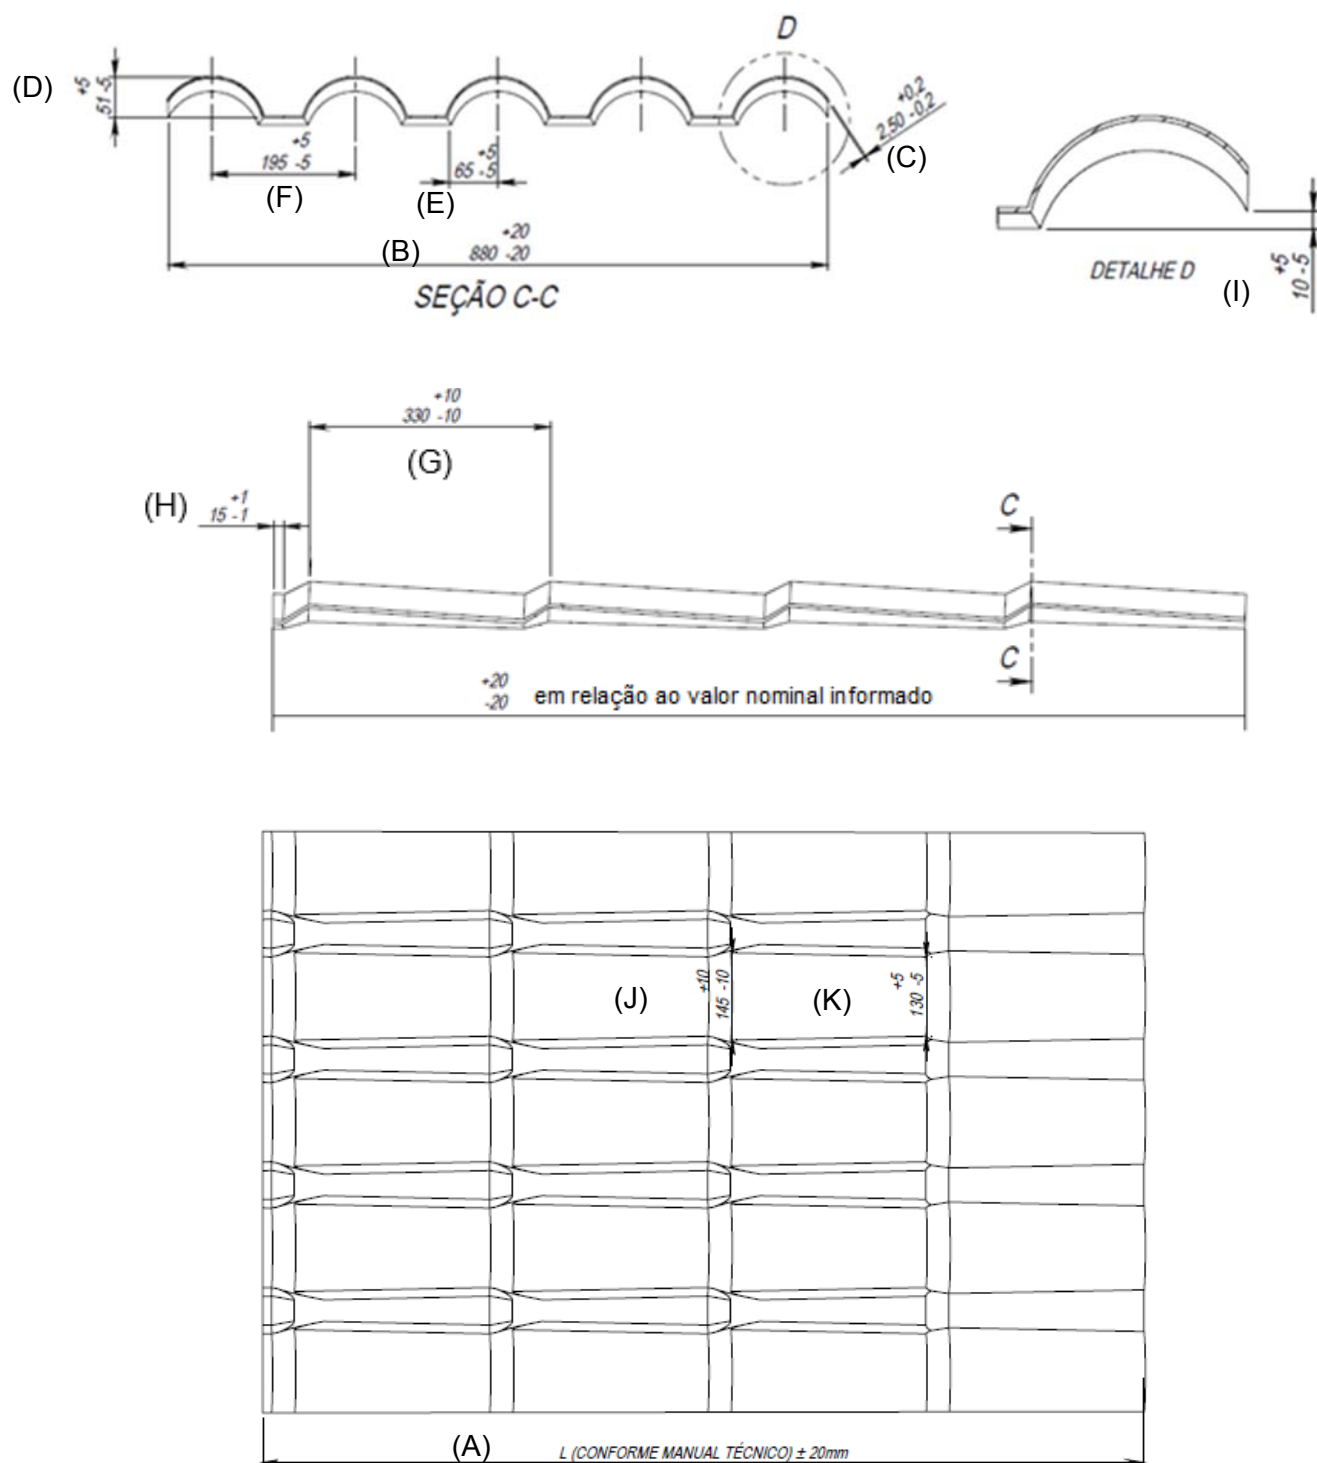 D
(D)
+5
51 -5
+0,2
2,50 -0,2
(C)
+5
195 -5
(F)
+5
65 -5
(E)
+20
(B) 880 -20
SEÇÃO C-C
DETALHE D
+5
10 -5
(I)
+10
330 -10
(G)
(H)
+1
15 -1
C
C
+20
-20 em relação ao valor nominal informado
(J)
+10
145 -10
(K)
+5
130 -5
(A) L (CONFORME MANUAL TÉCNICO) ± 20mm